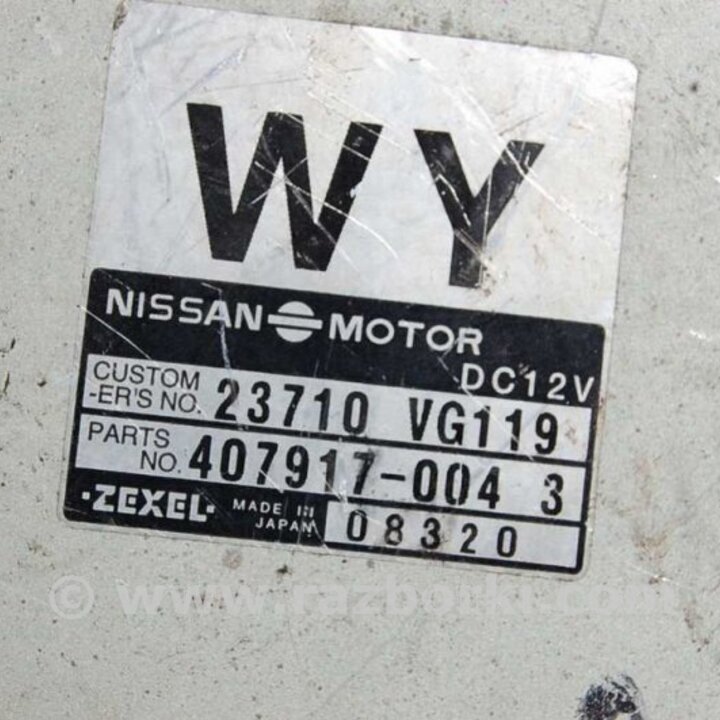 WY
NISSAN MOTOR
DC12V
CUSTOM
-ER'S NO. 23710 VG119
PARTS
NO. 407917-004 3
·ZEXEL· MADE IN
JAPAN 08320
© www.razborki.com